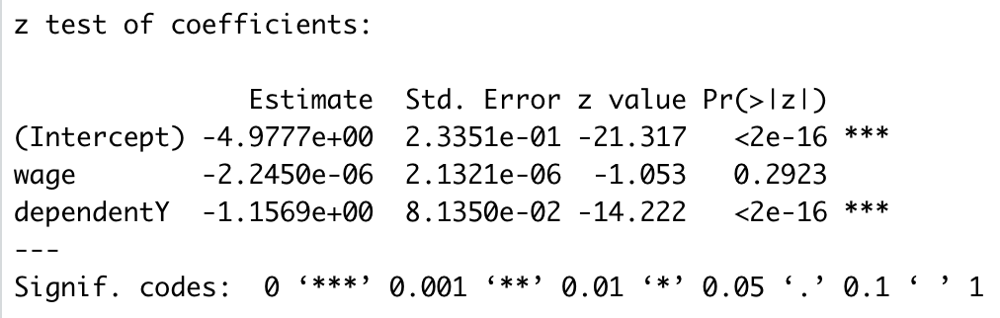 z test of coefficients:
Estimate Std. Error z value Pr(>|z|)
(Intercept) -4.9777e+00 2.3351e-01 -21.317 <2e-16 ***
wage -2.2450e-06 2.1321e-06 -1.053 0.2923
dependentY -1.1569e+00 8.1350e-02 -14.222 <2e-16 ***
---
Signif. codes: 0 ‘***’ 0.001 ‘**’ 0.01 ‘*’ 0.05 ‘.’ 0.1 ‘ ’ 1